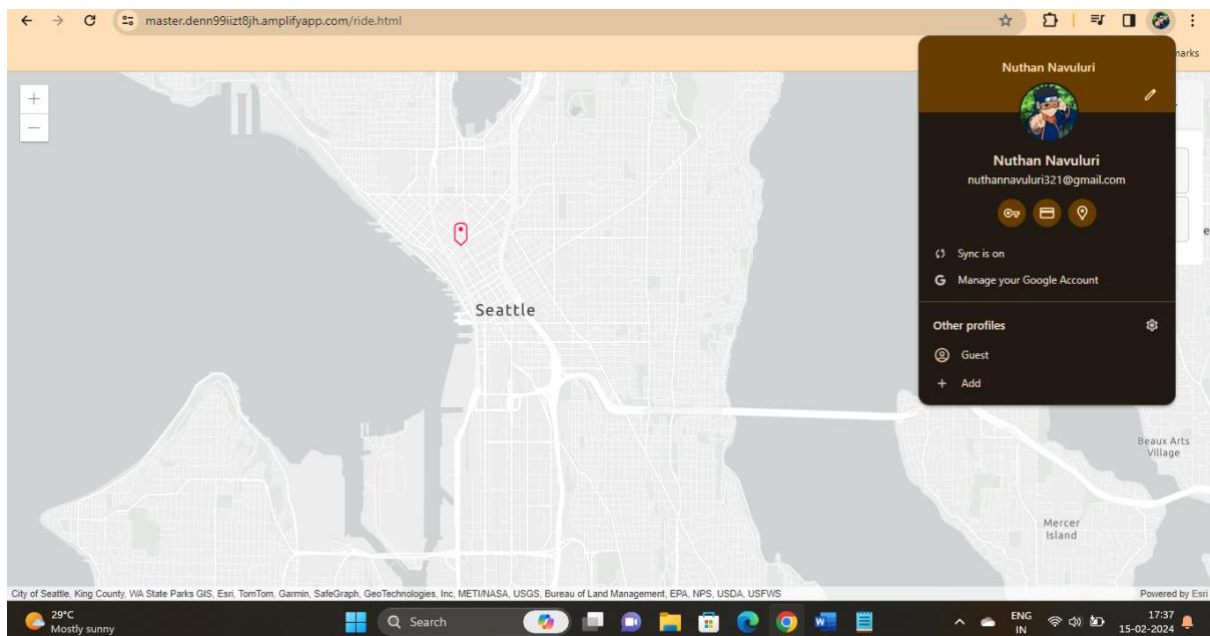 master.denn99iizt8jh.amplifyapp.com/ride.html
Nuthan Navuluri
Nuthan Navuluri
nuthannavuluri321@gmail.com
Sync is on
G Manage your Google Account
Other profiles
Guest
+ Add
+
−
Seattle
Beaux Arts
Village
Mercer
Island
City of Seattle, King County, WA State Parks GIS, Esri, TomTom, Garmin, SafeGraph, GeoTechnologies, Inc, METI/NASA, USGS, Bureau of Land Management, EPA, NPS, USDA, USFWS
Powered by Esri
29°C
Mostly sunny
Search
W
ENG
IN
17:37
15-02-2024